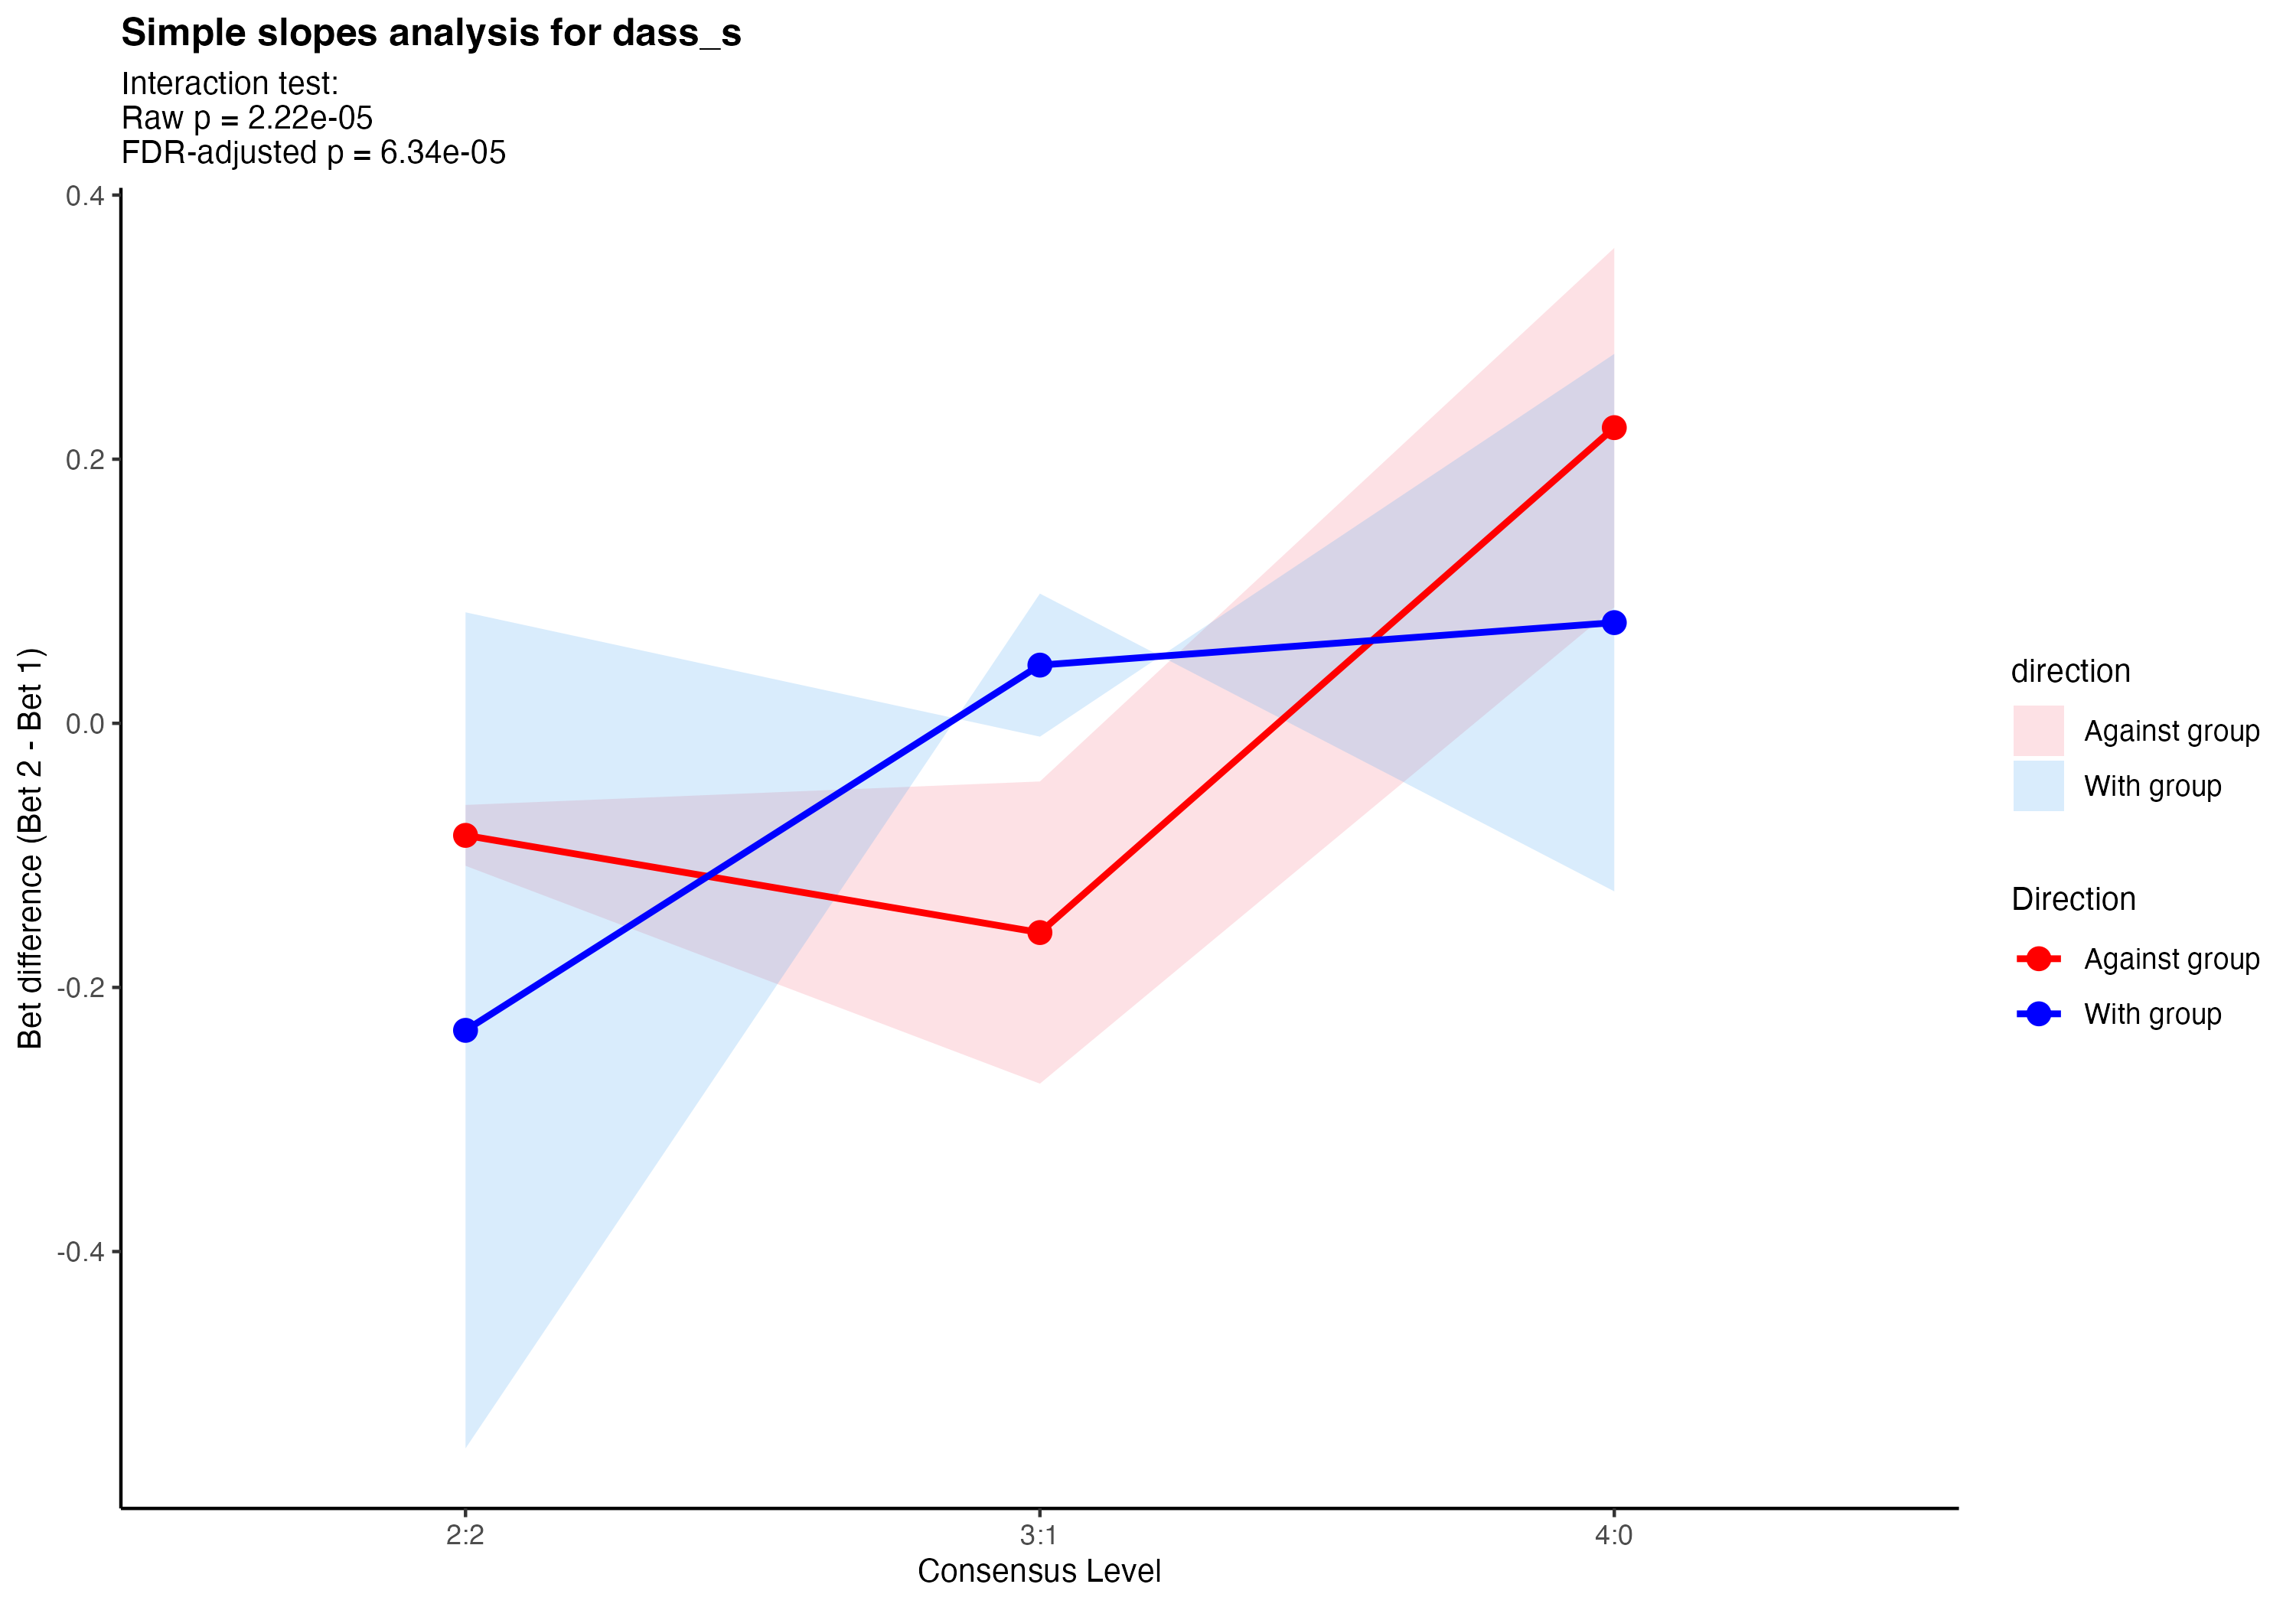 Simple slopes analysis for dass_s
Interaction test:
Raw p = 2.22e-05
FDR-adjusted p = 6.34e-05
0.4
0.2
0.0
-0.2
-0.4
Bet difference (Bet 2 - Bet 1)
2:2
3:1
4:0
Consensus Level
direction
Against group
With group
Direction
Against group
With group